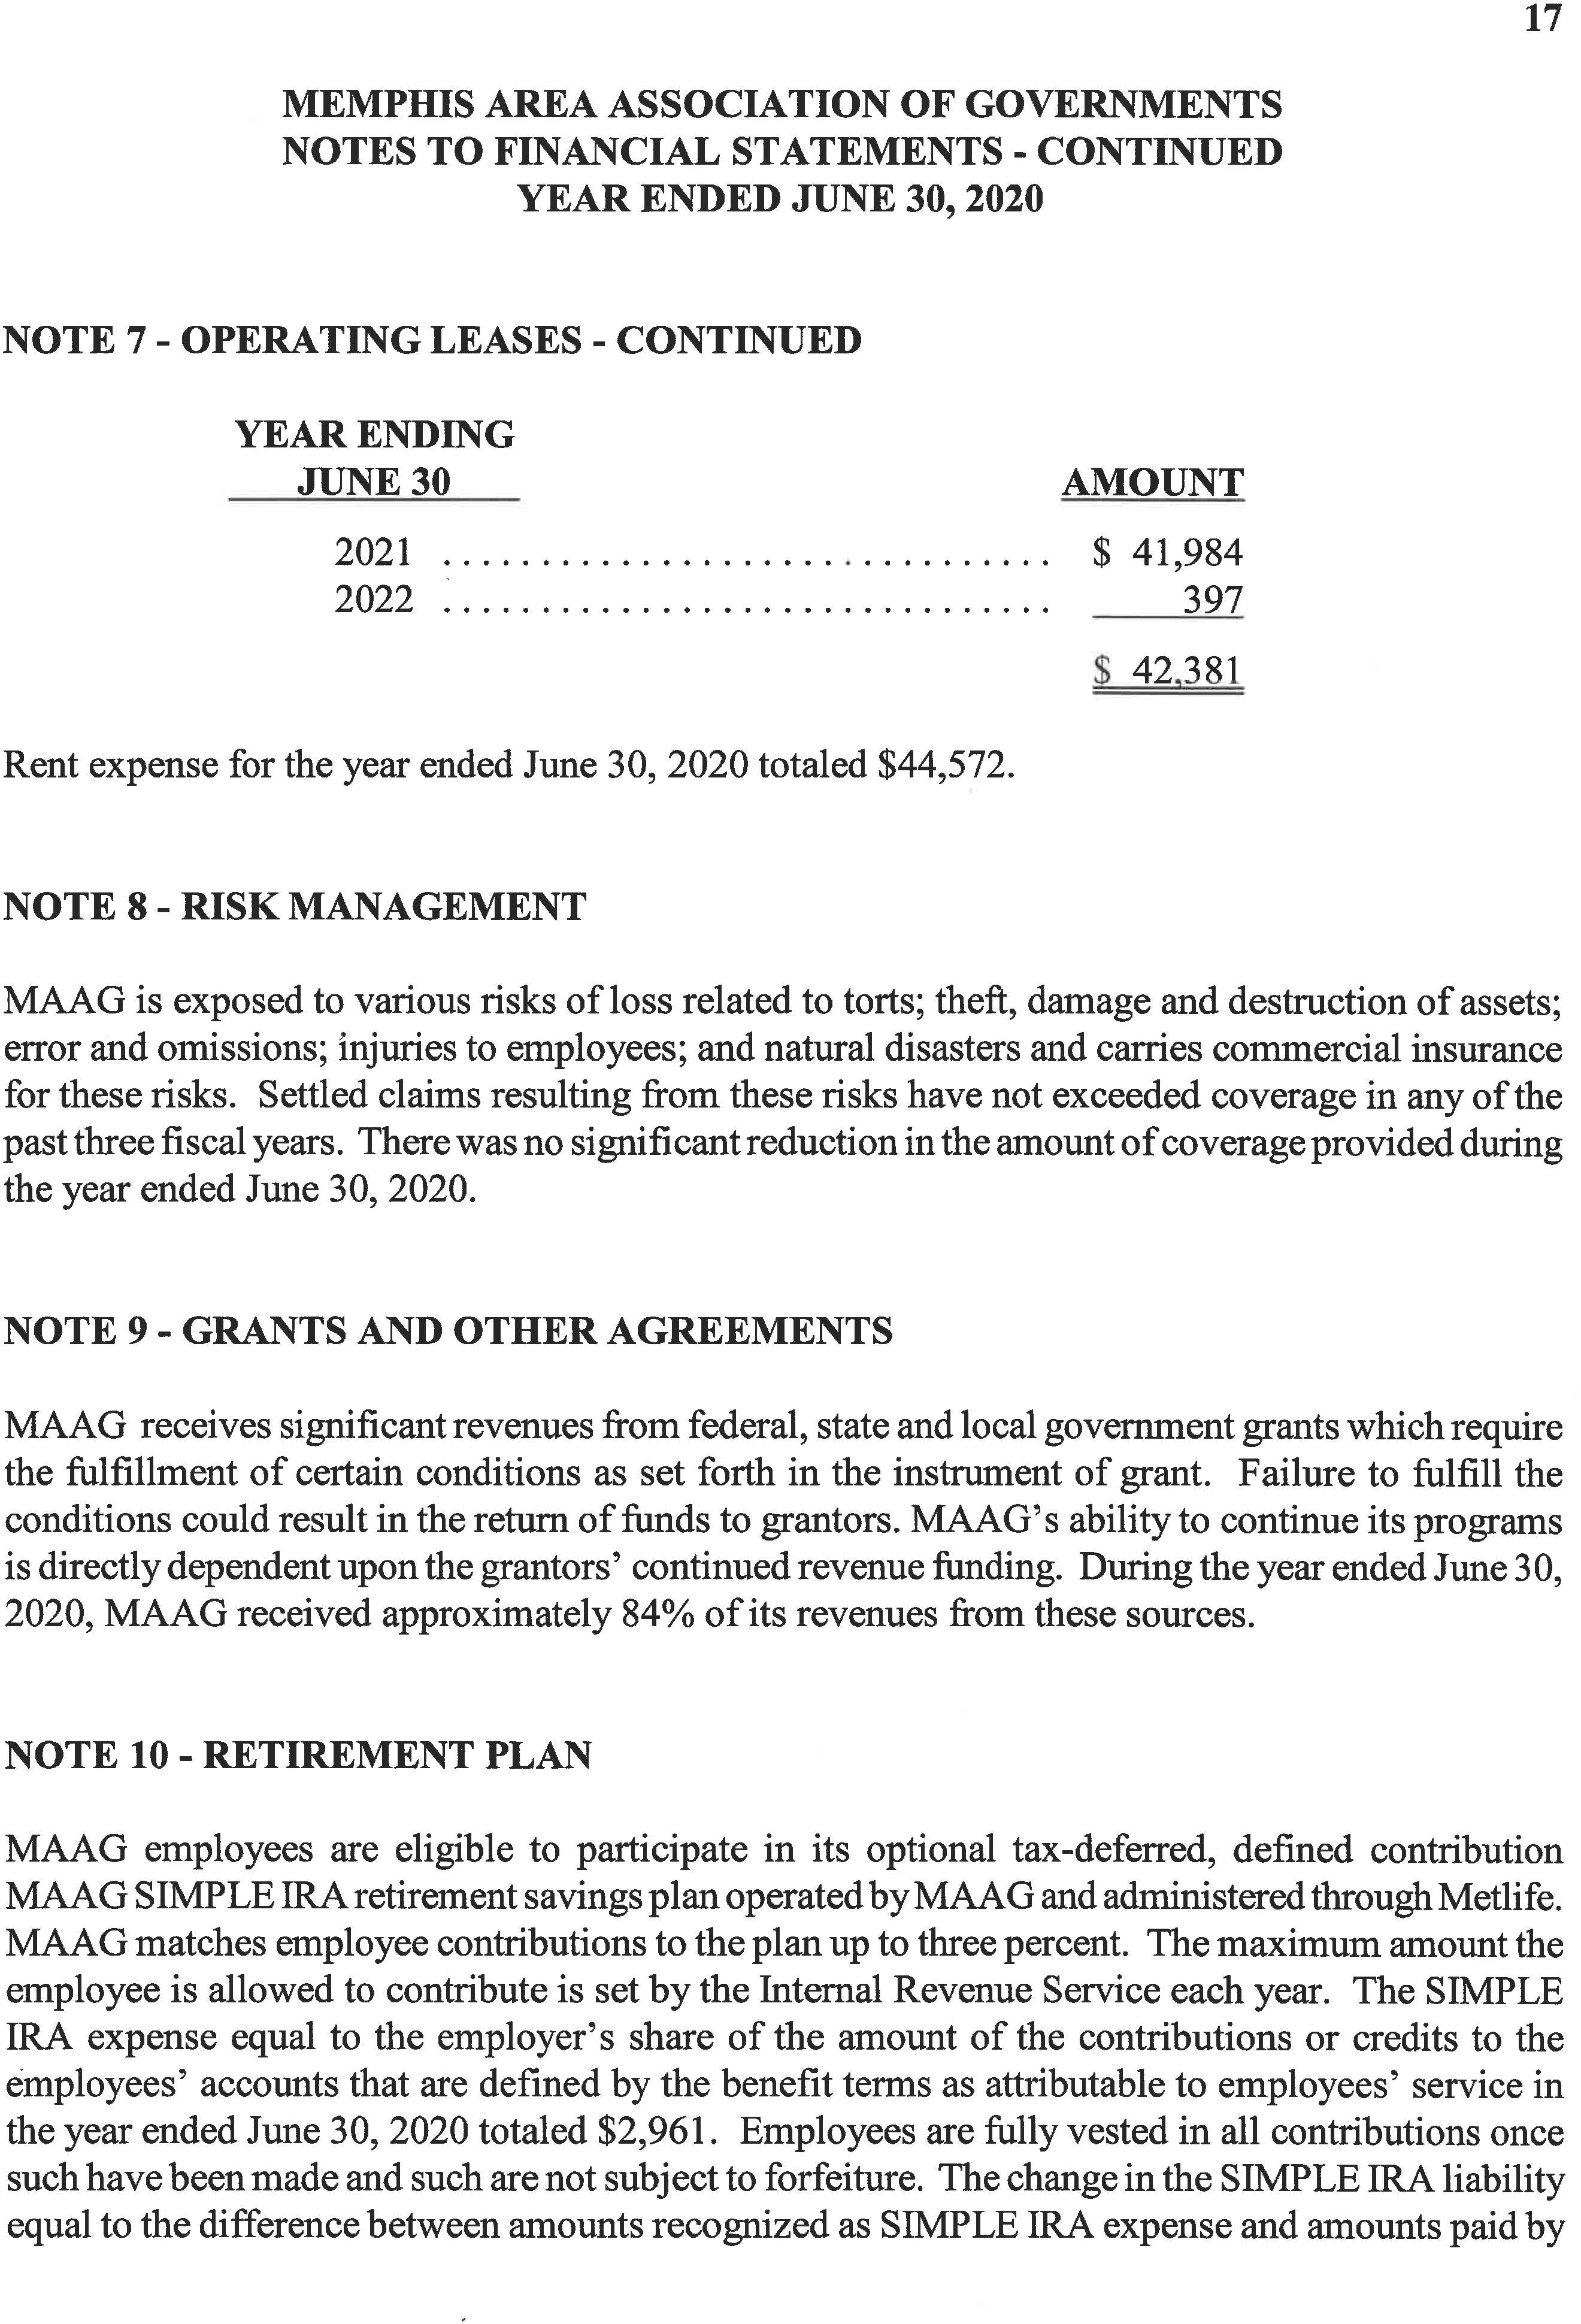 17
MEMPHIS AREA ASSOCIATION OF GOVERNMENTS
NOTES TO FINANCIAL STATEMENTS - CONTINUED
YEAR ENDED JUNE 30, 2020
NOTE 7 - OPERATING LEASES - CONTINUED
YEAR ENDING
JUNE 30 AMOUNT
2021 ............................... $ 41,984
2022 ............................... 397
$ 42,381
Rent expense for the year ended June 30, 2020 totaled $44,572.
NOTE 8 - RISK MANAGEMENT
MAAG is exposed to various risks of loss related to torts; theft, damage and destruction of assets;
error and omissions; injuries to employees; and natural disasters and carries commercial insurance
for these risks. Settled claims resulting from these risks have not exceeded coverage in any of the
past three fiscal years. There was no significant reduction in the amount of coverage provided during
the year ended June 30, 2020.
NOTE 9 - GRANTS AND OTHER AGREEMENTS
MAAG receives significant revenues from federal, state and local government grants which require
the fulfillment of certain conditions as set forth in the instrument of grant. Failure to fulfill the
conditions could result in the return of funds to grantors. MAAG's ability to continue its programs
is directly dependent upon the grantors' continued revenue funding. During the year ended June 30,
2020, MAAG received approximately 84% of its revenues from these sources.
NOTE 10 - RETIREMENT PLAN
MAAG employees are eligible to participate in its optional tax-deferred, defined contribution
MAAG SIMPLE IRA retirement savings plan operated by MAAG and administered through Metlife.
MAAG matches employee contributions to the plan up to three percent. The maximum amount the
employee is allowed to contribute is set by the Internal Revenue Service each year. The SIMPLE
IRA expense equal to the employer's share of the amount of the contributions or credits to the
employees' accounts that are defined by the benefit terms as attributable to employees' service in
the year ended June 30, 2020 totaled $2,961. Employees are fully vested in all contributions once
such have been made and such are not subject to forfeiture. The change in the SIMPLE IRA liability
equal to the difference between amounts recognized as SIMPLE IRA expense and amounts paid by